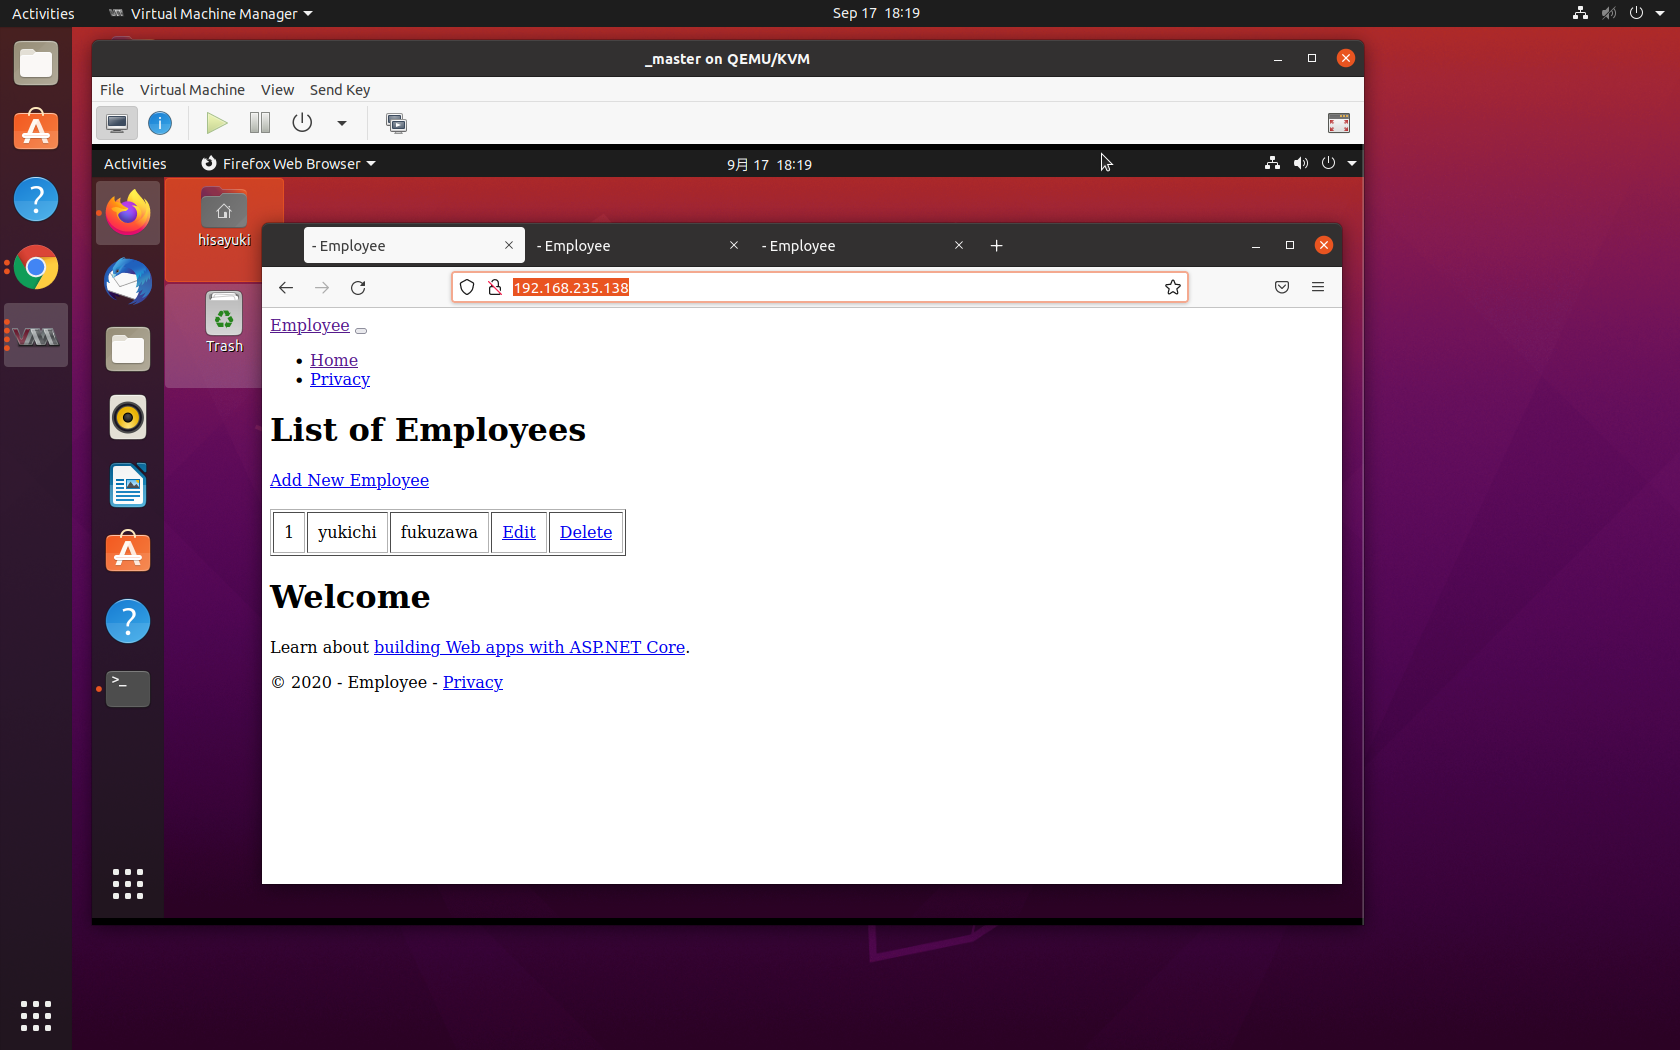 Activities Virtual Machine Manager Sep 17 18:19
_master on QEMU/KVM
File Virtual Machine View Send Key
Activities Firefox Web Browser 9月 17 18:19
hisayuki
Trash
- Employee - Employee - Employee
192.168.235.138
Employee
Home
Privacy
List of Employees
Add New Employee
1 yukichi fukuzawa Edit Delete
Welcome
Learn about building Web apps with ASP.NET Core.
© 2020 - Employee - Privacy